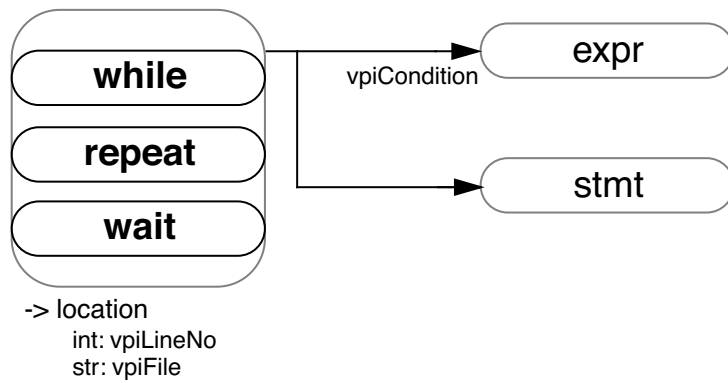 while
expr
vpiCondition
repeat
stmt
wait
-> location
int: vpiLineNo
str: vpiFile